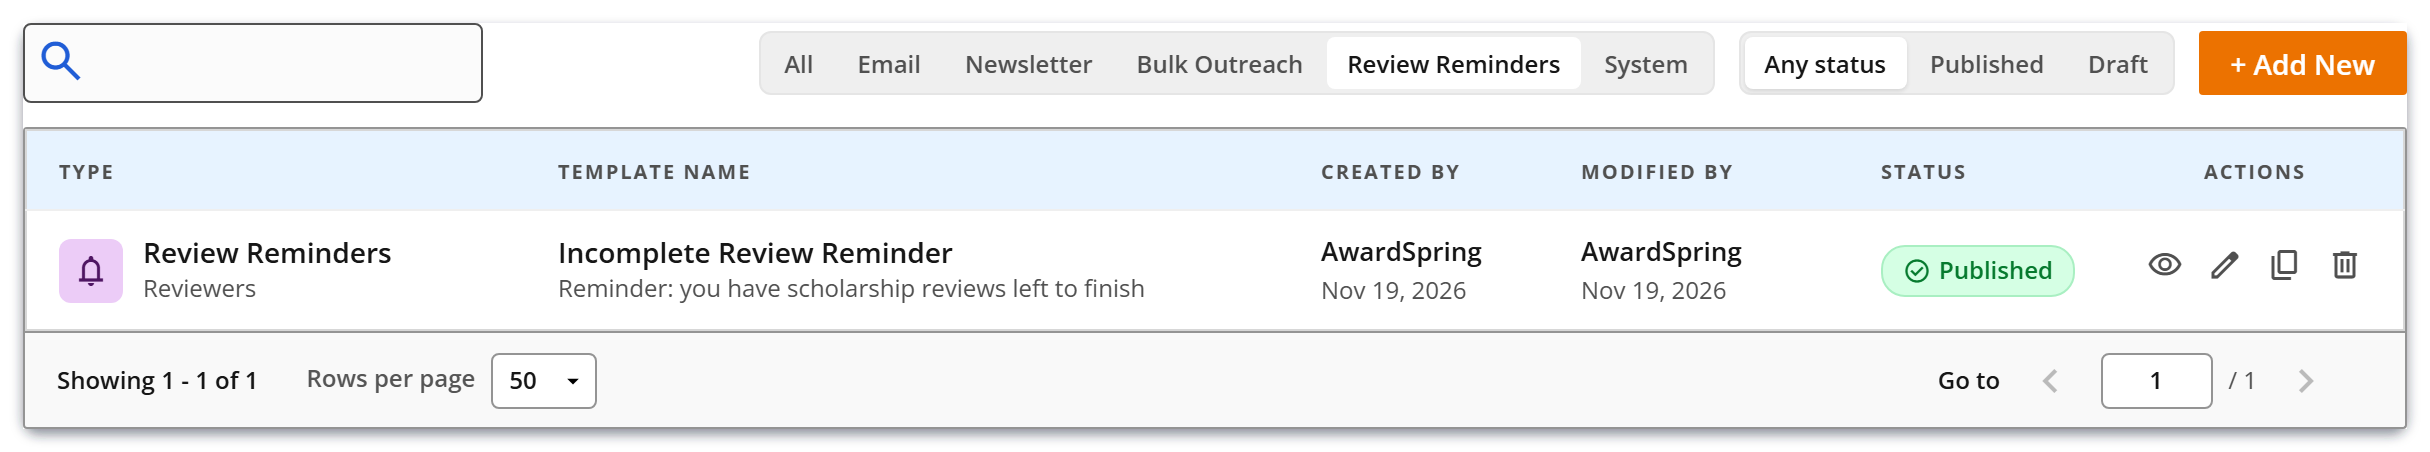 All Email Newsletter Bulk Outreach Review Reminders System Any status Published Draft + Add New
TYPE TEMPLATE NAME CREATED BY MODIFIED BY STATUS ACTIONS
Review Reminders Incomplete Review Reminder AwardSpring AwardSpring Published
Reviewers Reminder: you have scholarship reviews left to finish Nov 19, 2026 Nov 19, 2026
Showing 1 - 1 of 1 Rows per page 50 Go to 1 / 1